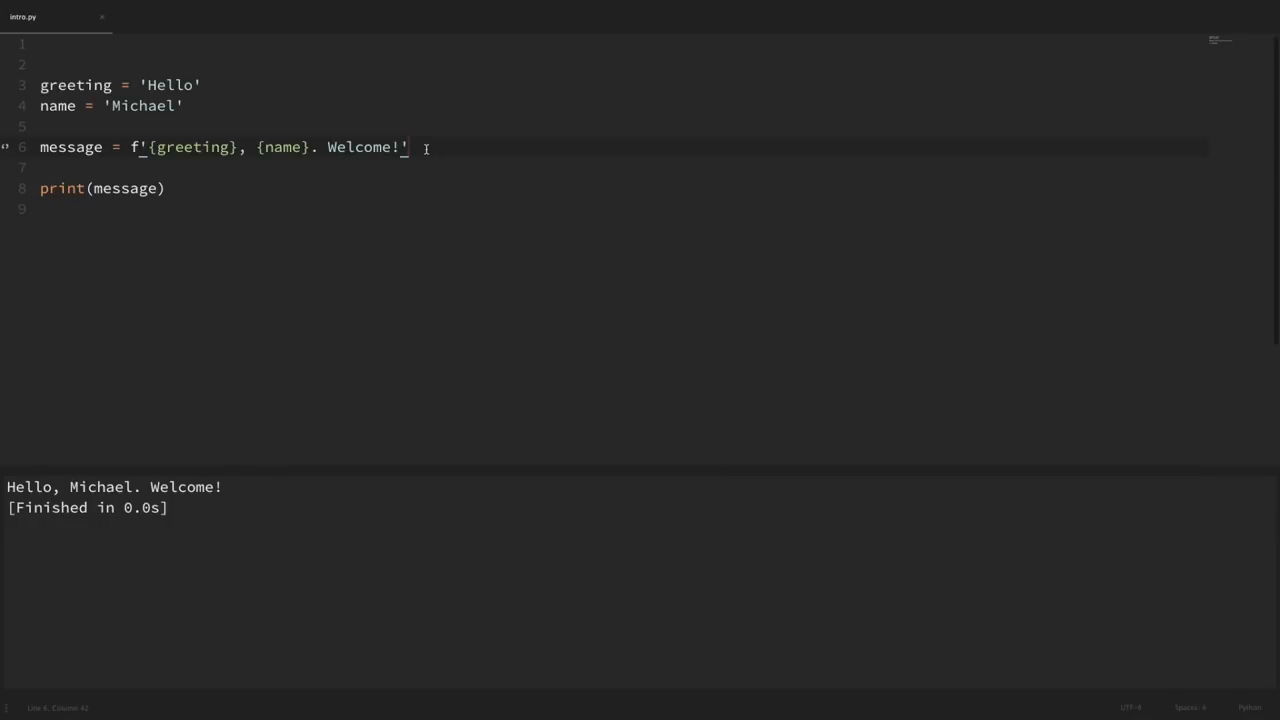 intro.py ×
1
2
3 greeting = 'Hello'
4 name = 'Michael'
5
6 message = f'{greeting}, {name}. Welcome!'
7
8 print(message)
9
Hello, Michael. Welcome!
[Finished in 0.0s]
Line 6, Column 42 UTF-8 Spaces: 4 Python